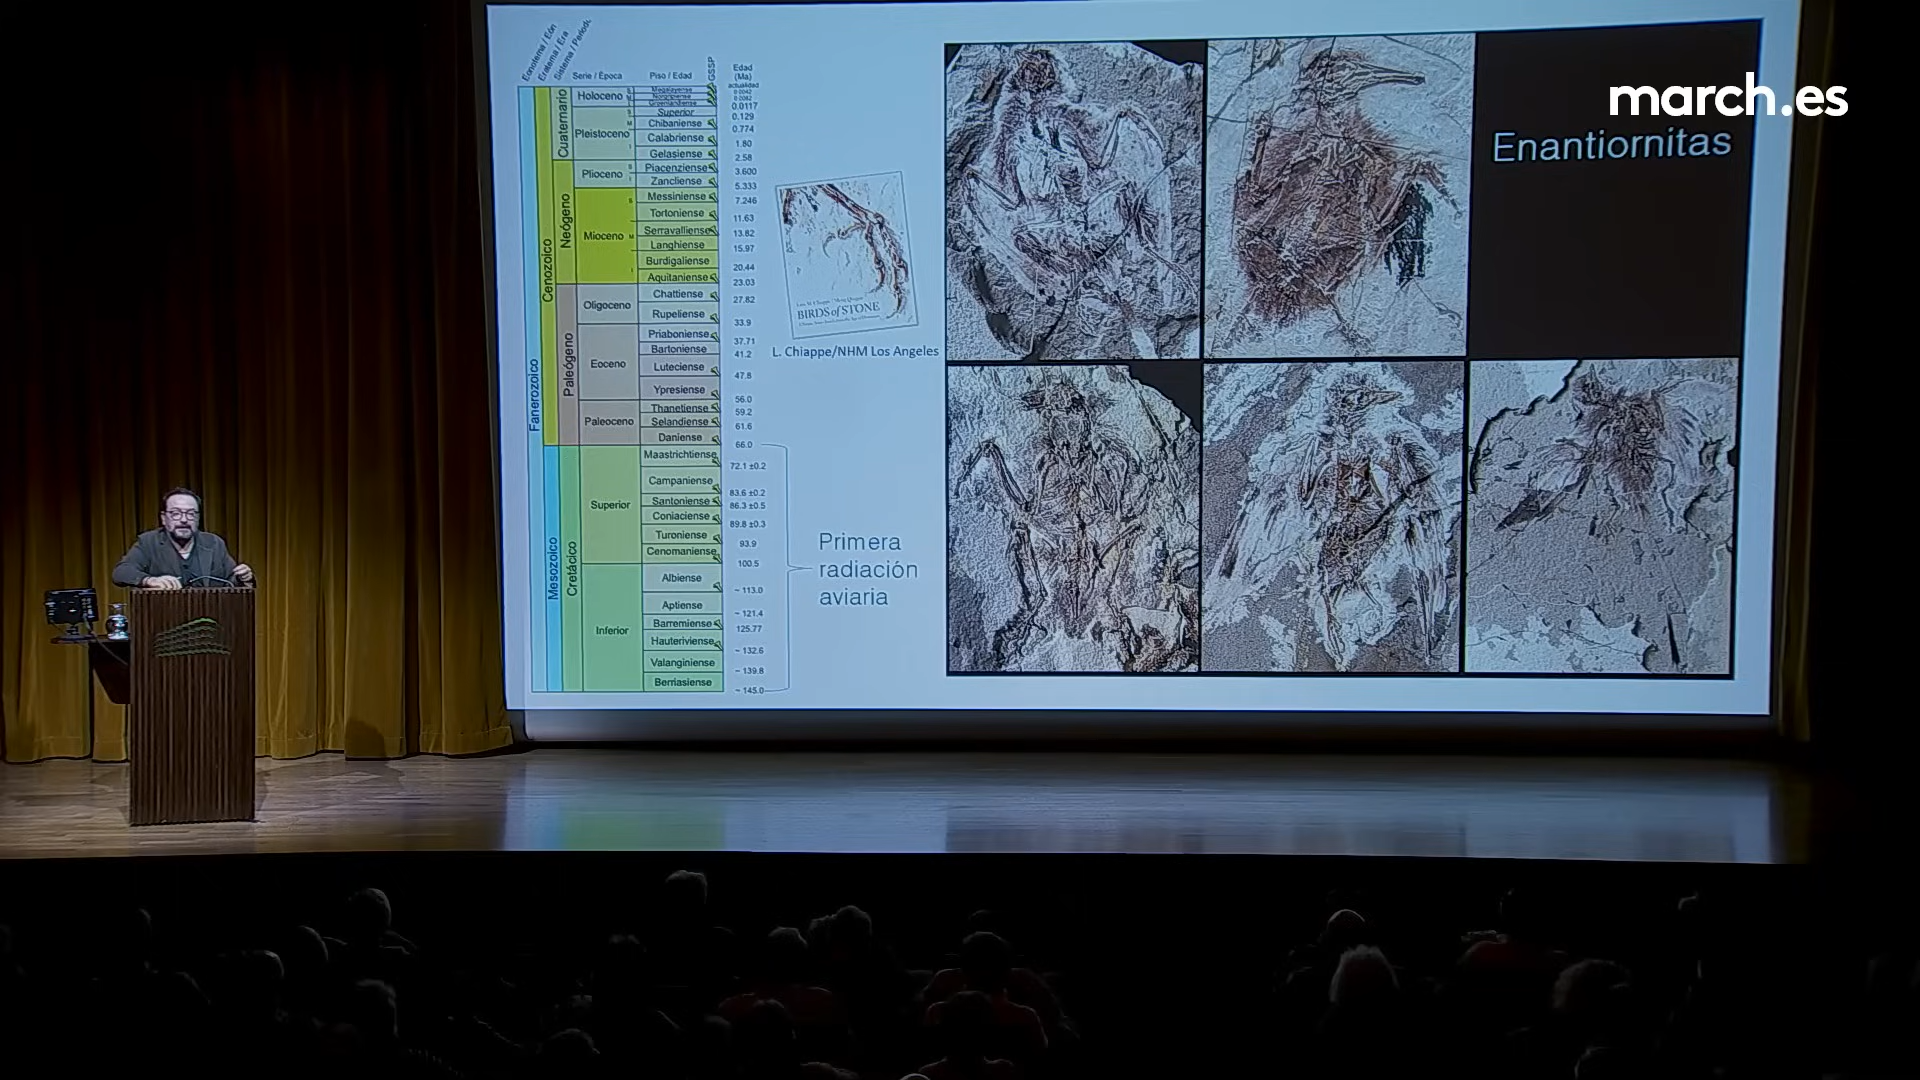 march.es
Eonotema / Eón
Eratema / Era
Sistema / Período
Serie / Época
Piso / Edad
GSSP
Edad
(Ma)
actualidad
Fanerozoico
Cenozoico
Mesozoico
Cuaternario
Neógeno
Paleógeno
Cretácico
Holoceno
Pleistoceno
Plioceno
Mioceno
Oligoceno
Eoceno
Paleoceno
Superior
Inferior
Megalayense
Norgripiense
Groenlandiense
0.0117
Superior
0.129
Chibaniense
0.774
Calabriense
1.80
Gelasiense
2.58
Piacenziense
3.600
Zancliense
5.333
Messiniense
7.246
Tortoniense
11.63
Serravalliense
13.82
Langhiense
15.97
Burdigaliense
20.44
Aquitaniense
23.03
Chattiense
27.82
Rupeliense
33.9
Priaboniense
37.71
Bartoniense
41.2
Luteciense
47.8
Ypresiense
56.0
Thanetiense
59.2
Selandiense
61.6
Daniense
66.0
Maastrichtiense
72.1 ±0.2
Campaniense
83.6 ±0.2
Santoniense
86.3 ±0.5
Coniaciense
89.8 ±0.3
Turoniense
93.9
Cenomaniense
100.5
Albiense
~ 113.0
Aptiense
~ 121.4
Barremiense
125.77
Hauteriviense
~ 132.6
Valanginiense
~ 139.8
Berriasiense
~ 145.0
BIRDS of STONE
L. Chiappe/NHM Los Angeles
Primera
radiación
aviaria
Enantiornitas